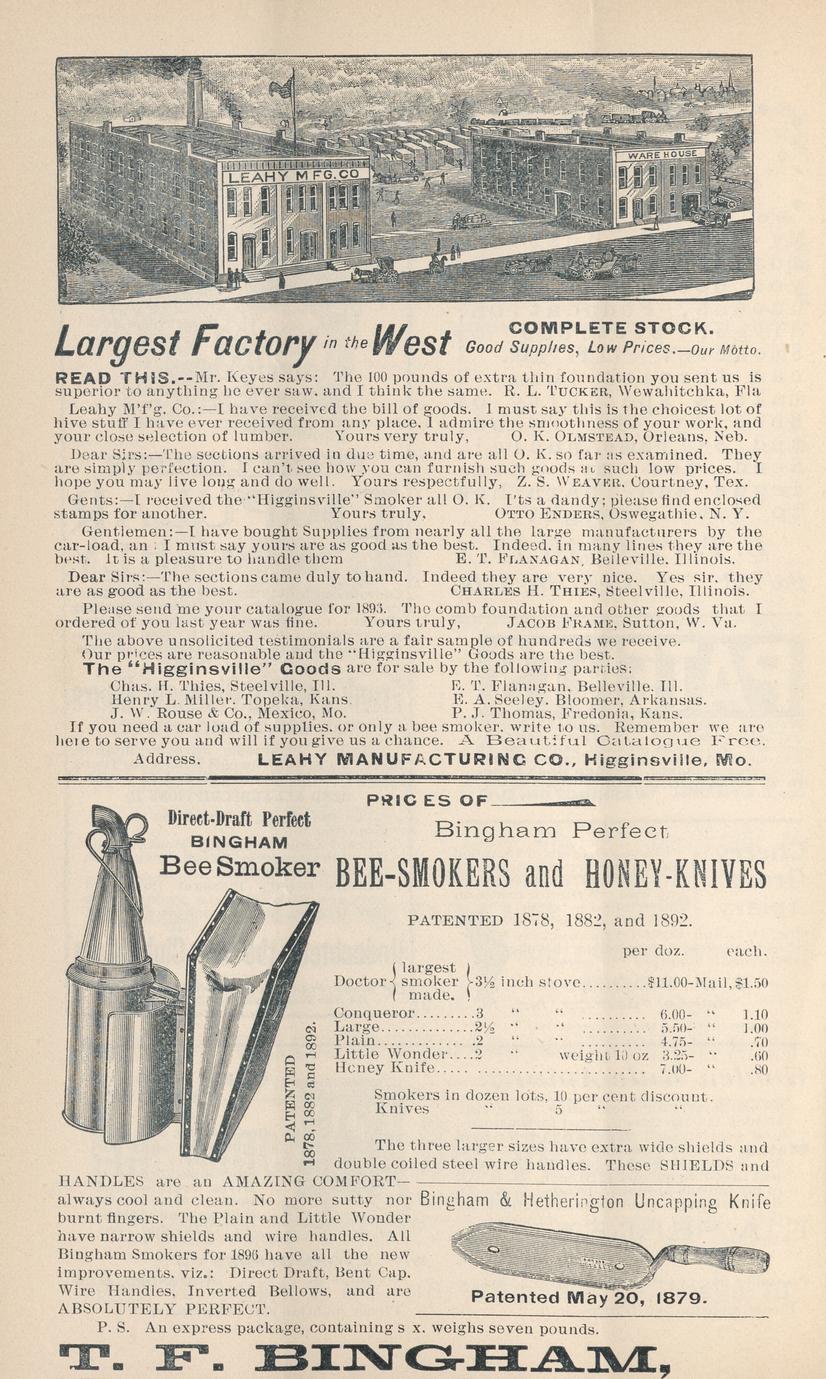 LEAHY MFG. CO
WARE HOUSE
Largest Factory in the West
COMPLETE STOCK.
Good Supplies, Low Prices.—Our Motto.
READ THIS.--Mr. Keyes says: The 100 pounds of extra thin foundation you sent us is
superior to anything he ever saw, and I think the same. R. L. TUCKER, Wewahitchka, Fla
Leahy M'f'g. Co.:—I have received the bill of goods. I must say this is the choicest lot of
hive stuff I have ever received from any place. I admire the smoothness of your work, and
your close selection of lumber. Yours very truly, O. K. OLMSTEAD, Orleans, Neb.
Dear Sirs:—The sections arrived in due time, and are all O. K. so far as examined. They
are simply perfection. I can't see how you can furnish such goods at such low prices. I
hope you may live long and do well. Yours respectfully, Z. S. WEAVER, Courtney, Tex.
Gents:—I received the "Higginsville" Smoker all O. K. I'ts a dandy; please find enclosed
stamps for another. Yours truly, OTTO ENDERS, Oswegathie, N. Y.
Gentlemen:—I have bought Supplies from nearly all the large manufacturers by the
car-load, an I must say yours are as good as the best. Indeed, in many lines they are the
best. It is a pleasure to handle them E. T. FLANAGAN, Belleville, Illinois.
Dear Sirs:—The sections came duly to hand. Indeed they are very nice. Yes sir, they
are as good as the best. CHARLES H. THIES, Steelville, Illinois.
Please send me your catalogue for 1893. The comb foundation and other goods that I
ordered of you last year was fine. Yours truly, JACOB FRAME, Sutton, W. Va.
The above unsolicited testimonials are a fair sample of hundreds we receive.
Our prices are reasonable and the "Higginsville" Goods are the best.
The "Higginsville" Goods are for sale by the following parties;
Chas. H. Thies, Steelville, Ill. E. T. Flanagan, Belleville, Ill.
Henry L. Miller, Topeka, Kans. E. A. Seeley, Bloomer, Arkansas.
J. W. Rouse & Co., Mexico, Mo. P. J. Thomas, Fredonia, Kans.
If you need a car load of supplies, or only a bee smoker, write to us. Remember we are
here to serve you and will if you give us a chance. A Beautiful Catalogue Free.
Address. LEAHY MANUFACTURING CO., Higginsville, Mo.
Direct-Draft Perfect
BINGHAM
Bee Smoker
PATENTED
1878, 1882 and 1892.
PRICES OF
Bingham Perfect
BEE-SMOKERS and HONEY-KNIVES
PATENTED 1878, 1882, and 1892.
per doz. each.
Doctor { largest smoker made. } 3½ inch stove..........$11.00-Mail, $1.50
Conqueror.........3 " " .......... 6.00- " 1.10
Large.............2½ " " .......... 5.50- " 1.00
Plain.............2 " " .......... 4.75- " .70
Little Wonder....2 " weight 10 oz 3.25- " .60
Honey Knife..... .......................... 7.00- " .80
Smokers in dozen lots, 10 per cent discount.
Knives " 5 " "
The three larger sizes have extra wide shields and
double coiled steel wire handles. These SHIELDS and
HANDLES are an AMAZING COMFORT—
always cool and clean. No more sutty nor
burnt fingers. The Plain and Little Wonder
have narrow shields and wire handles. All
Bingham Smokers for 1896 have all the new
improvements, viz.: Direct Draft, Bent Cap,
Wire Handles, Inverted Bellows, and are
ABSOLUTELY PERFECT.
Bingham & Hetherington Uncapping Knife
Patented May 20, 1879.
P. S. An express package, containing s x, weighs seven pounds.
T. F. BINGHAM,